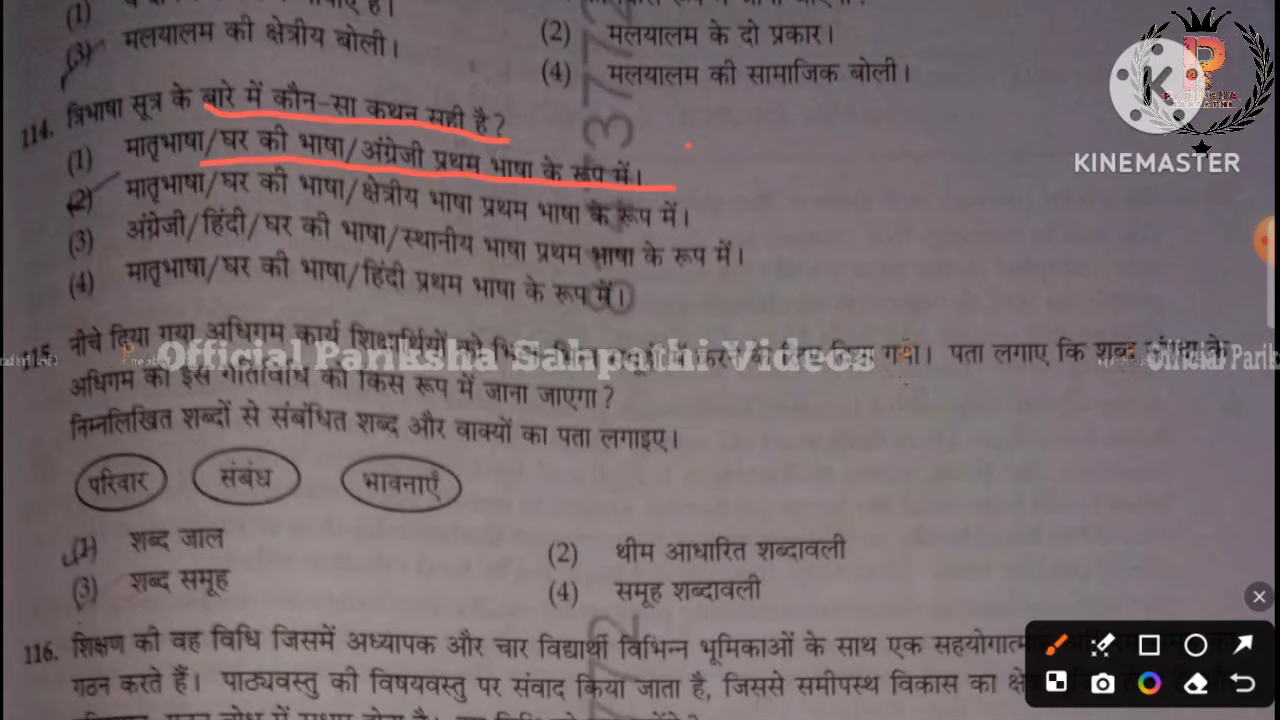 (1)
(3) मलयालम की क्षेत्रीय बोली।
(2) मलयालम के दो प्रकार।
(4) मलयालम की सामाजिक बोली।
114. त्रिभाषा सूत्र के बारे में कौन-सा कथन सही है?
(1) मातृभाषा/घर की भाषा/अंग्रेजी प्रथम भाषा के रूप में।
(2) मातृभाषा/घर की भाषा/क्षेत्रीय भाषा प्रथम भाषा के रूप में।
(3) अंग्रेजी/हिंदी/घर की भाषा/स्थानीय भाषा प्रथम भाषा के रूप में।
(4) मातृभाषा/घर की भाषा/हिंदी प्रथम भाषा के रूप में।
नीचे दिया गया अधिगम कार्य शिक्षार्थियों को पता लगाए कि शब्द के
अधिगम की इस गतिविधि को किस रूप में जाना जाएगा?
निम्नलिखित शब्दों से संबंधित शब्द और वाक्यों का पता लगाइए।
परिवार संबंध भावनाएँ
(1) शब्द जाल
(2) थीम आधारित शब्दावली
(3) शब्द समूह
(4) समूह शब्दावली
116. शिक्षण की वह विधि जिसमें अध्यापक और चार विद्यार्थी विभिन्न भूमिकाओं के साथ एक
गठन करते हैं। पाठ्यवस्तु की विषयवस्तु पर संवाद किया जाता है, जिससे समीपस्थ विकास का
Official Pariksha Sahpathi Videos
KINEMASTER